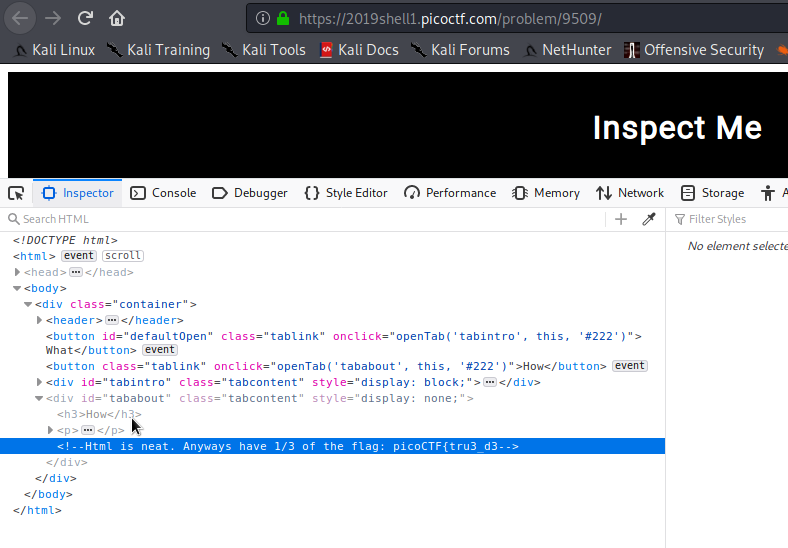 https://2019shell1.picoctf.com/problem/9509/
Kali Linux Kali Training Kali Tools Kali Docs Kali Forums NetHunter Offensive Security
Inspect Me
Inspector Console Debugger Style Editor Performance Memory Network Storage A
Search HTML
Filter Styles
No element selecte
<!DOCTYPE html>
<html> event scroll
<head> ⋯ </head>
<body>
<div class="container">
<header> ⋯ </header>
<button id="defaultOpen" class="tablink" onclick="openTab('tabintro', this, '#222')">
What</button> event
<button class="tablink" onclick="openTab('tababout', this, '#222')">How</button> event
<div id="tabintro" class="tabcontent" style="display: block;"> ⋯ </div>
<div id="tababout" class="tabcontent" style="display: none;">
<h3>How</h3>
<p> ⋯ </p>
<!--Html is neat. Anyways have 1/3 of the flag: picoCTF{tru3_d3-->
</div>
</div>
</body>
</html>